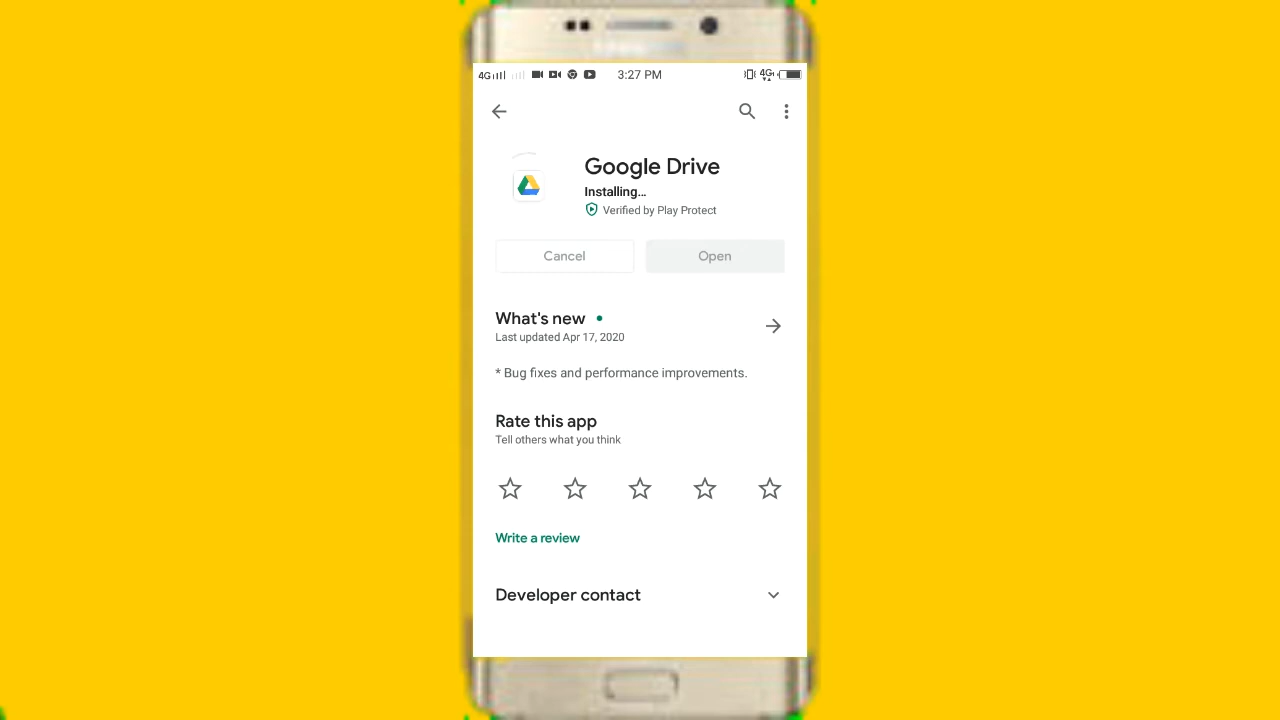 4G
3:27 PM
4G
Google Drive
Installing...
Verified by Play Protect
Cancel
Open
What's new
Last updated Apr 17, 2020
* Bug fixes and performance improvements.
Rate this app
Tell others what you think
Write a review
Developer contact